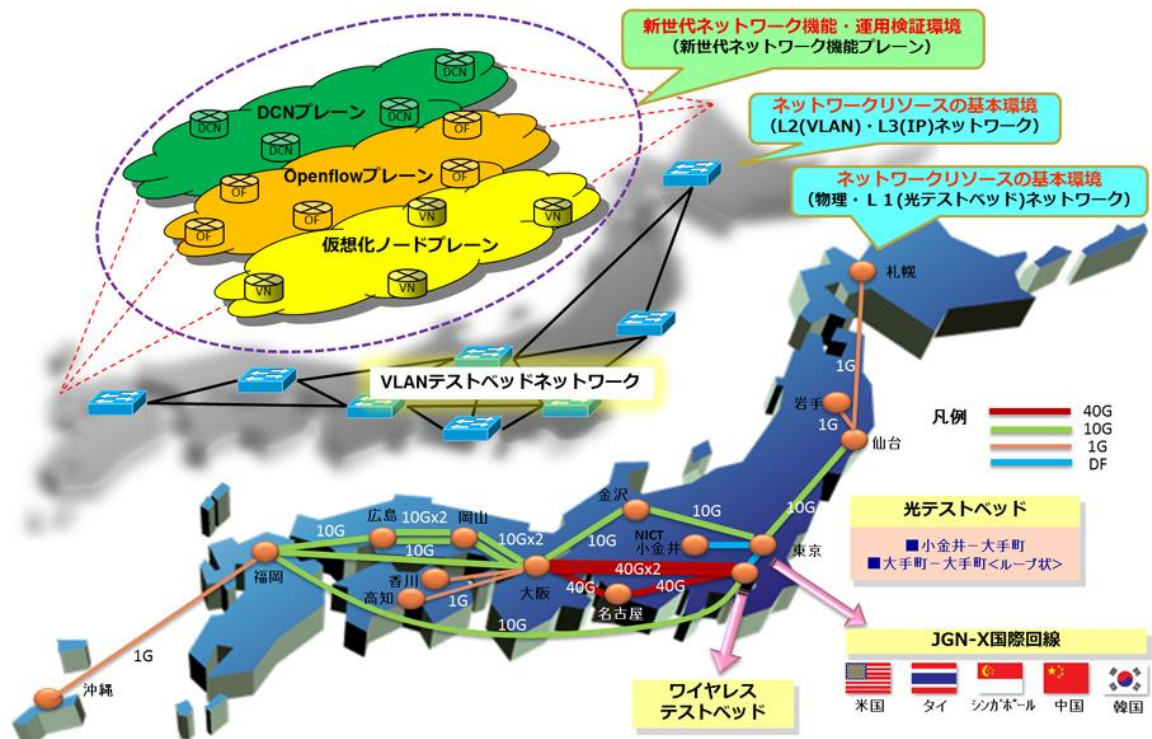 新世代ネットワーク機能・運用検証環境
（新世代ネットワーク機能プレーン）
ネットワークリソースの基本環境
（L2(VLAN)・L3(IP)ネットワーク）
ネットワークリソースの基本環境
（物理・Ｌ１(光テストベッド)ネットワーク）
DCN
DCNプレーン
DCN
DCN
DCN
OF
Openflowプレーン
OF
OF
OF
OF
VN
VN
仮想化ノードプレーン
VN
VN
VLANテストベッドネットワーク
札幌
1G
岩手
1G
仙台
凡例
40G
10G
1G
DF
金沢
10G
10G
10G
広島
10Gx2
岡山
10Gx2
10G
10G
NICT
小金井
東京
福岡
香川
高知
1G
大阪
40Gx2
40G
40G
名古屋
10G
1G
沖縄
光テストベッド
■小金井－大手町
■大手町－大手町<ループ状>
JGN-X国際回線
米国
タイ
ｼﾝｶﾞﾎﾟｰﾙ
中国
韓国
ワイヤレス
テストベッド